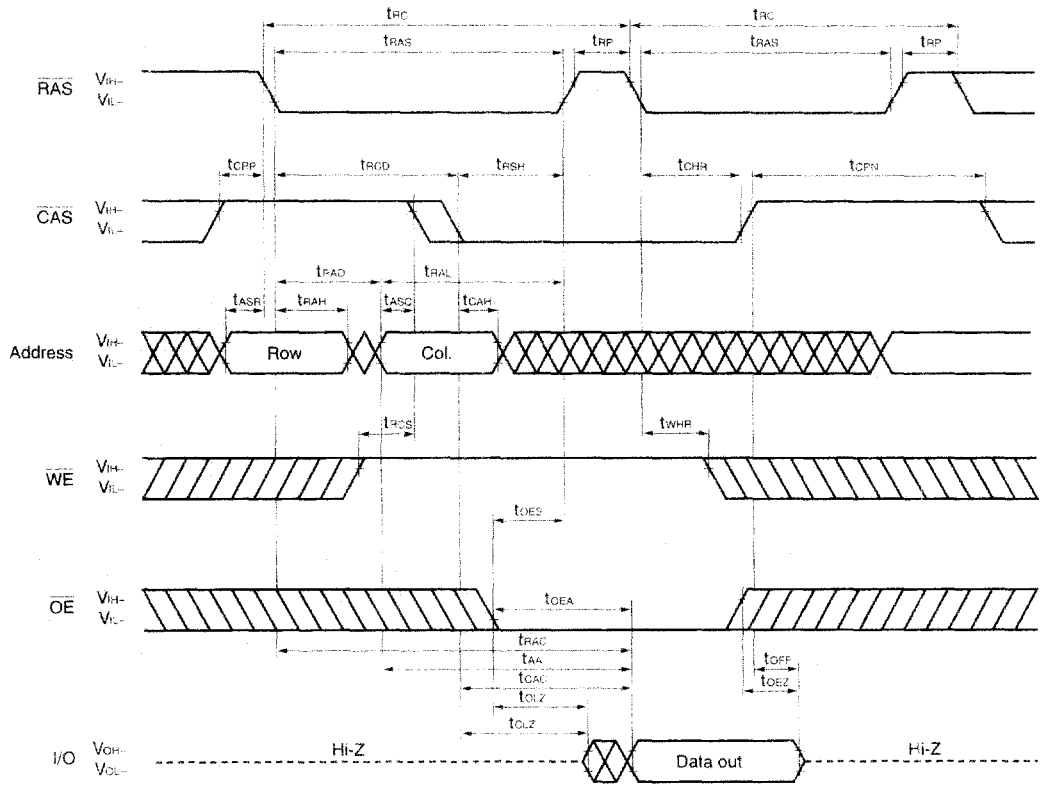 tRC tRC
tRAS tRP tRAS tRP
RAS VIH– VIL–
tCRP tRCD tRSH tCHR tCPN
CAS VIH– VIL–
tRAD tRAL
tASR tRAH tASC tCAH
Address VIH– VIL– Row Col.
tRCS tWHR
WE VIH– VIL–
tOES
OE VIH– VIL–
tOEA
tRAC
tAA tOFF
tCAC tOEZ
tOLZ
tCLZ
I/O VOH– VOL– Hi-Z Data out Hi-Z